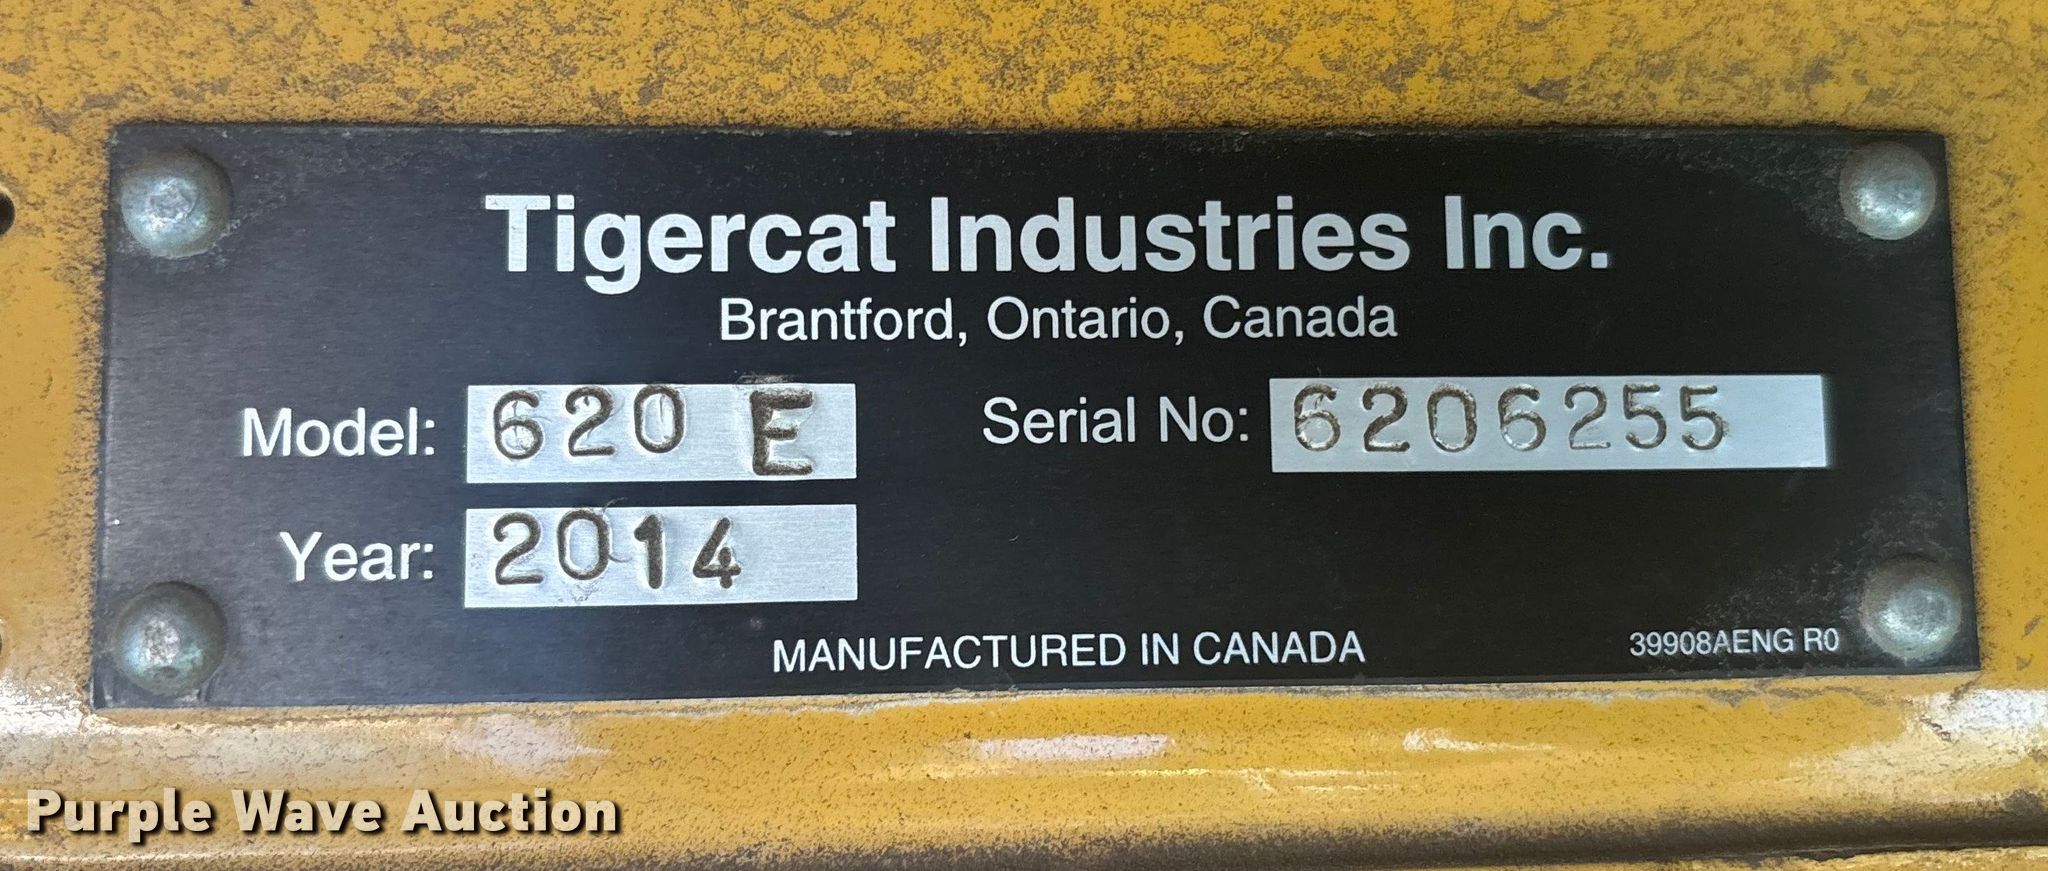 Tigercat Industries Inc.
Brantford, Ontario, Canada
Model: 620 E Serial No: 6206255
Year: 2014
MANUFACTURED IN CANADA 39908AENG R0
Purple Wave Auction